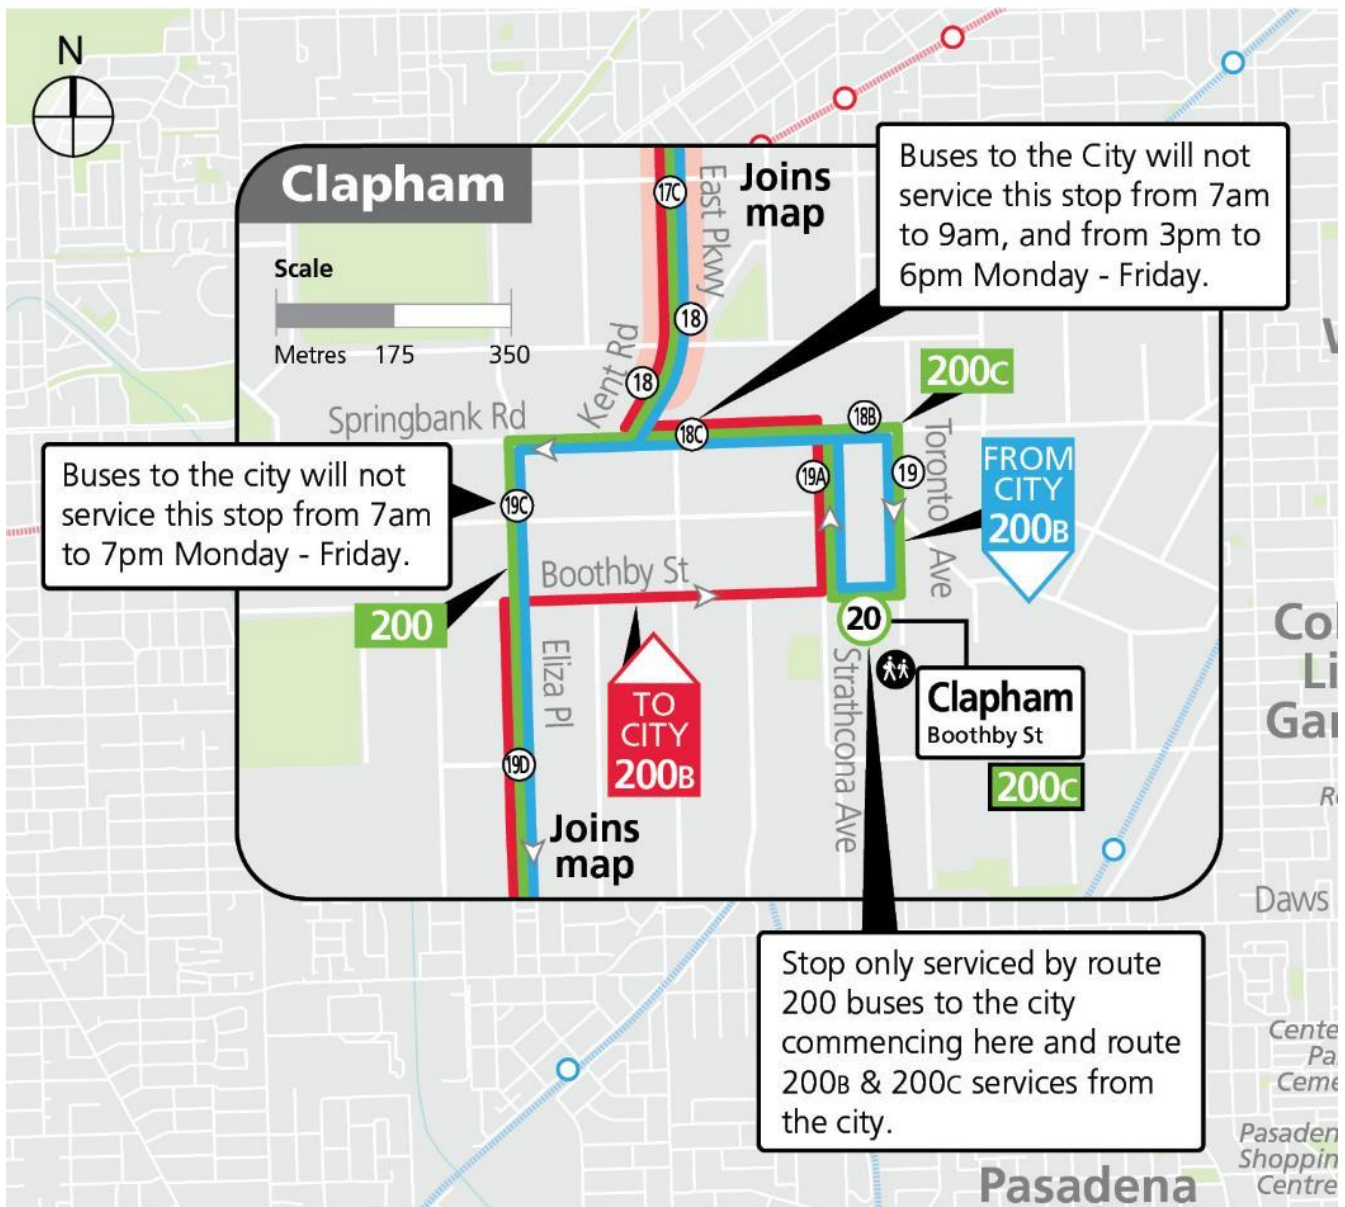 N
Clapham
Scale
Metres 175 350
17C
East Pkwy
Joins
map
Buses to the City will not
service this stop from 7am
to 9am, and from 3pm to
6pm Monday - Friday.
18
Kent Rd
18
200C
Springbank Rd
18C
18B
Toronto Ave
Buses to the city will not
service this stop from 7am
to 7pm Monday - Friday.
19C
19A
19
FROM
CITY
200B
Boothby St
200
20
Eliza Pl
Strathcona Ave
TO
CITY
200B
Clapham
Boothby St
200C
19D
Joins
map
Stop only serviced by route
200 buses to the city
commencing here and route
200B & 200C services from
the city.
Daws
Pasadena